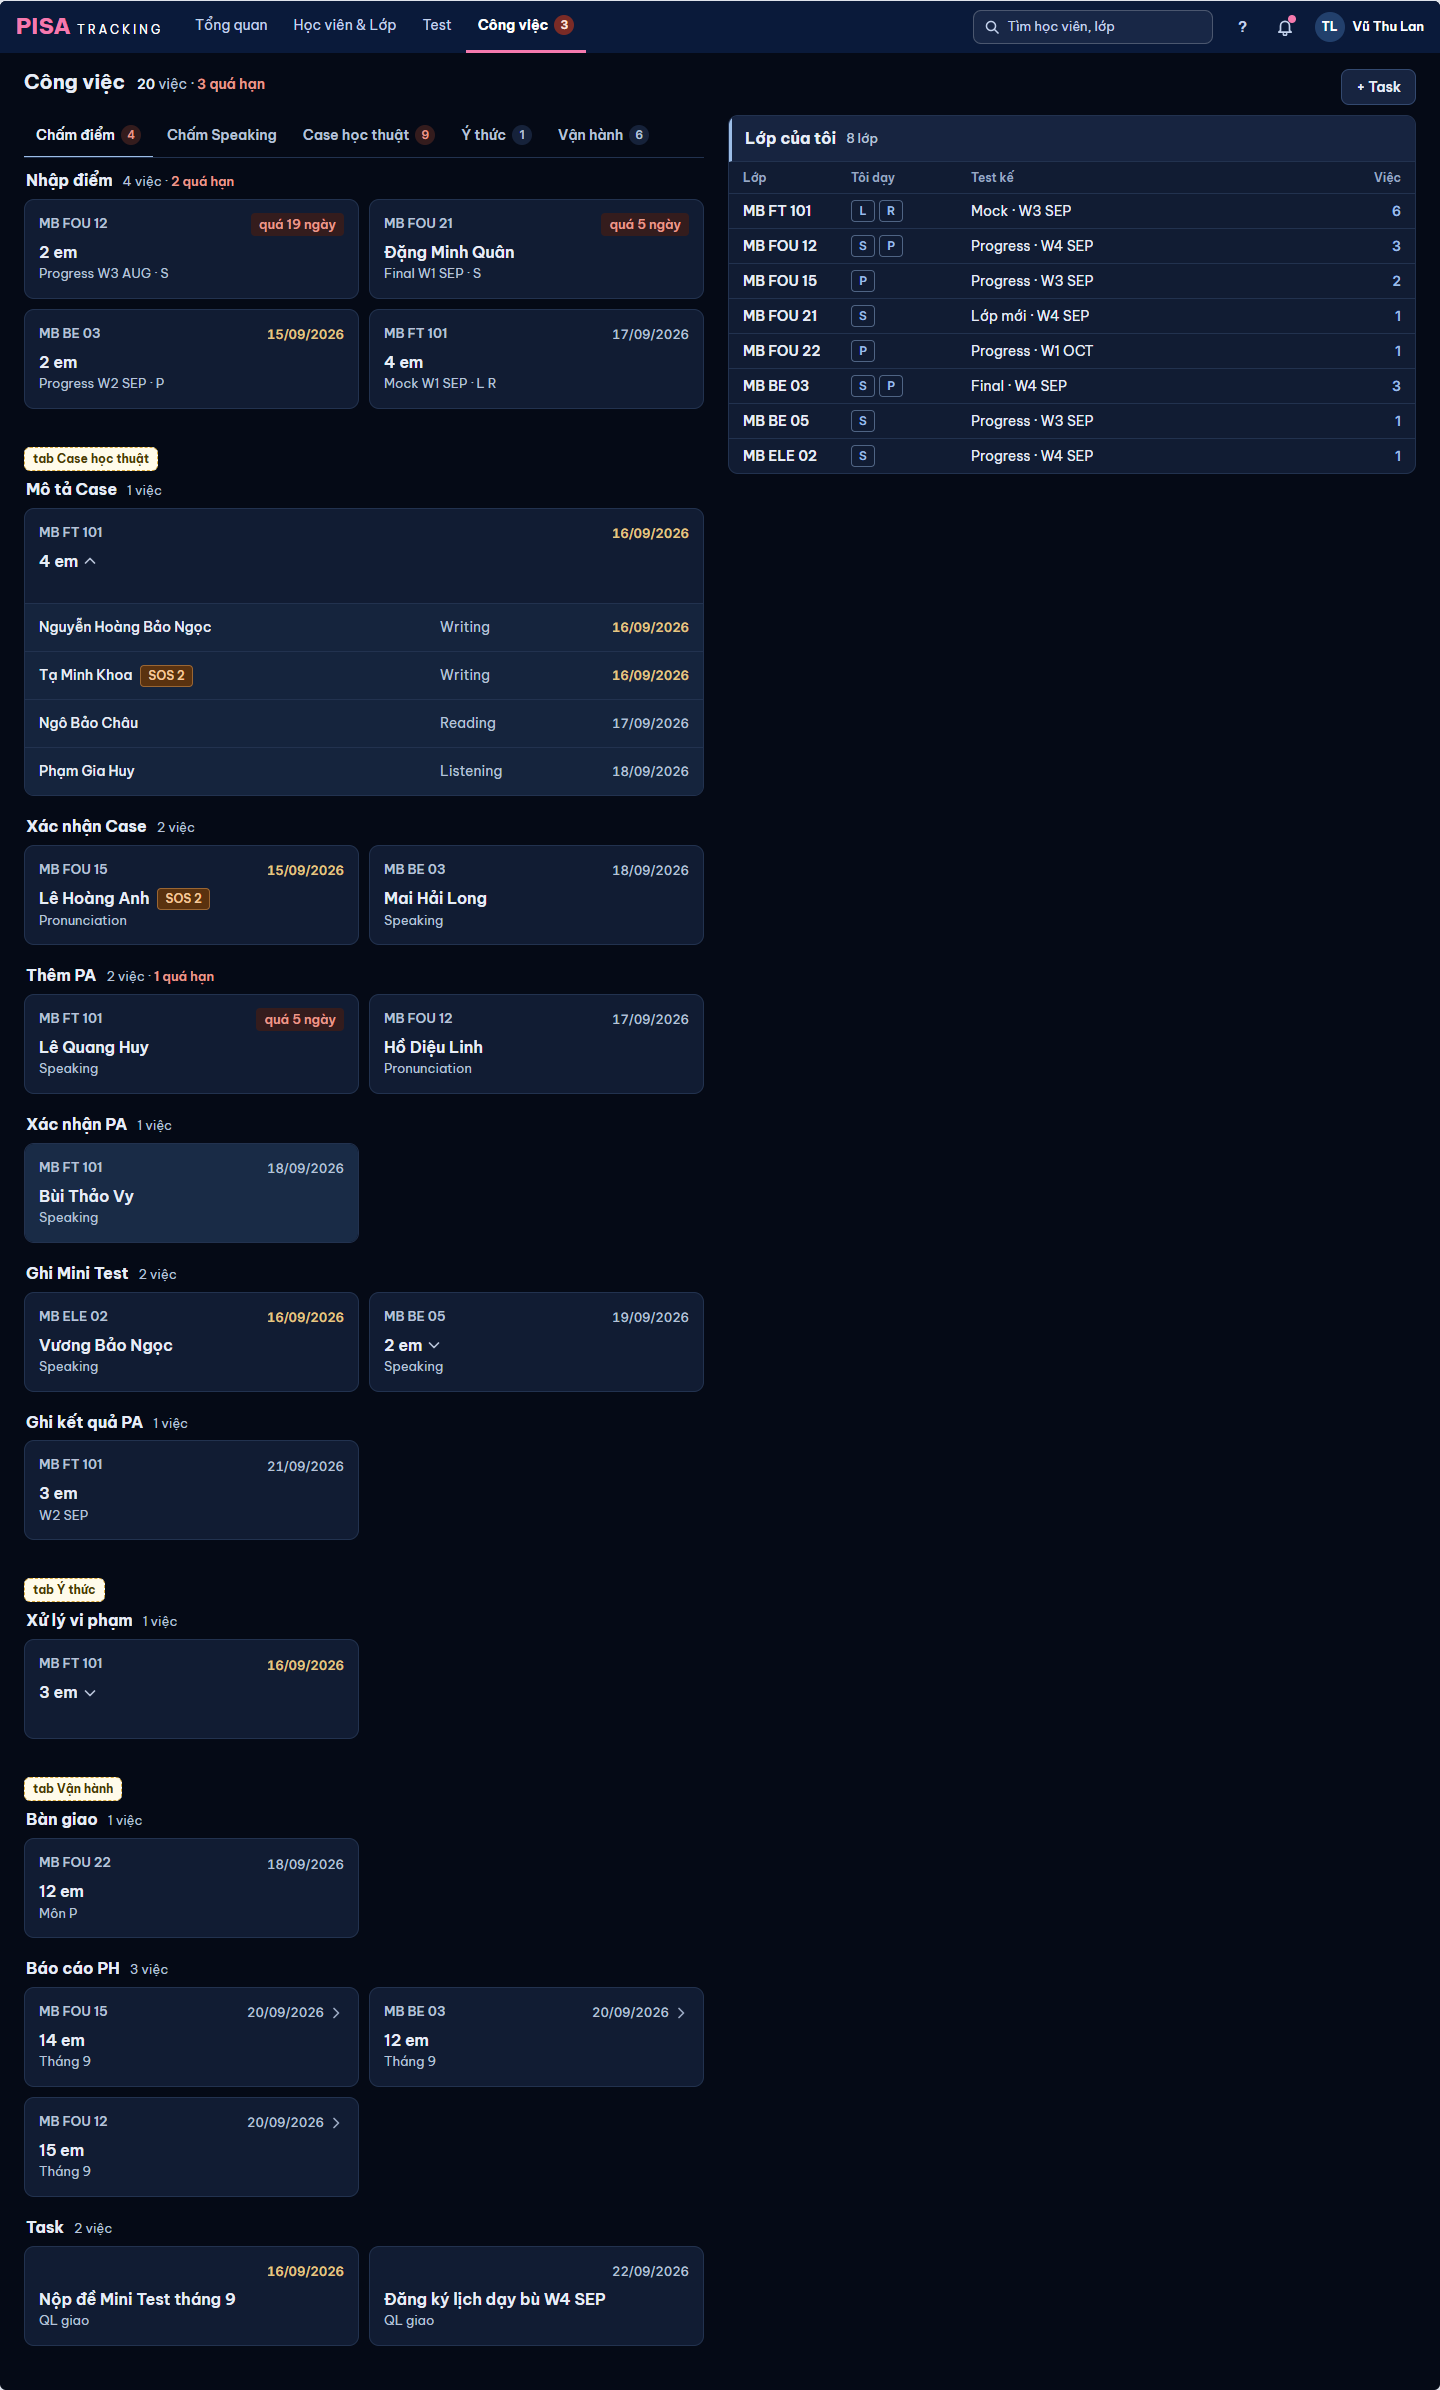 PISA TRACKING
Tổng quan
Học viên & Lớp
Test
Công việc 3
Tìm học viên, lớp
?
TL Vũ Thu Lan
Công việc 20 việc · 3 quá hạn
+ Task
Chấm điểm 4
Chấm Speaking
Case học thuật 9
Ý thức 1
Vận hành 6
Nhập điểm 4 việc · 2 quá hạn
MB FOU 12 quá 19 ngày
2 em
Progress W3 AUG · S
MB FOU 21 quá 5 ngày
Đặng Minh Quân
Final W1 SEP · S
MB BE 03 15/09/2026
2 em
Progress W2 SEP · P
MB FT 101 17/09/2026
4 em
Mock W1 SEP · L R
tab Case học thuật
Mô tả Case 1 việc
MB FT 101 16/09/2026
4 em
Nguyễn Hoàng Bảo Ngọc Writing 16/09/2026
Tạ Minh Khoa SOS 2 Writing 16/09/2026
Ngô Bảo Châu Reading 17/09/2026
Phạm Gia Huy Listening 18/09/2026
Xác nhận Case 2 việc
MB FOU 15 15/09/2026
Lê Hoàng Anh SOS 2
Pronunciation
MB BE 03 18/09/2026
Mai Hải Long
Speaking
Thêm PA 2 việc · 1 quá hạn
MB FT 101 quá 5 ngày
Lê Quang Huy
Speaking
MB FOU 12 17/09/2026
Hồ Diệu Linh
Pronunciation
Xác nhận PA 1 việc
MB FT 101 18/09/2026
Bùi Thảo Vy
Speaking
Ghi Mini Test 2 việc
MB ELE 02 16/09/2026
Vương Bảo Ngọc
Speaking
MB BE 05 19/09/2026
2 em
Speaking
Ghi kết quả PA 1 việc
MB FT 101 21/09/2026
3 em
W2 SEP
tab Ý thức
Xử lý vi phạm 1 việc
MB FT 101 16/09/2026
3 em
tab Vận hành
Bàn giao 1 việc
MB FOU 22 18/09/2026
12 em
Môn P
Báo cáo PH 3 việc
MB FOU 15 20/09/2026
14 em
Tháng 9
MB BE 03 20/09/2026
12 em
Tháng 9
MB FOU 12 20/09/2026
15 em
Tháng 9
Task 2 việc
16/09/2026
Nộp đề Mini Test tháng 9
QL giao
22/09/2026
Đăng ký lịch dạy bù W4 SEP
QL giao
Lớp của tôi 8 lớp
Lớp Tôi dạy Test kế Việc
MB FT 101 L R Mock · W3 SEP 6
MB FOU 12 S P Progress · W4 SEP 3
MB FOU 15 P Progress · W3 SEP 2
MB FOU 21 S Lớp mới · W4 SEP 1
MB FOU 22 P Progress · W1 OCT 1
MB BE 03 S P Final · W4 SEP 3
MB BE 05 S Progress · W3 SEP 1
MB ELE 02 S Progress · W4 SEP 1